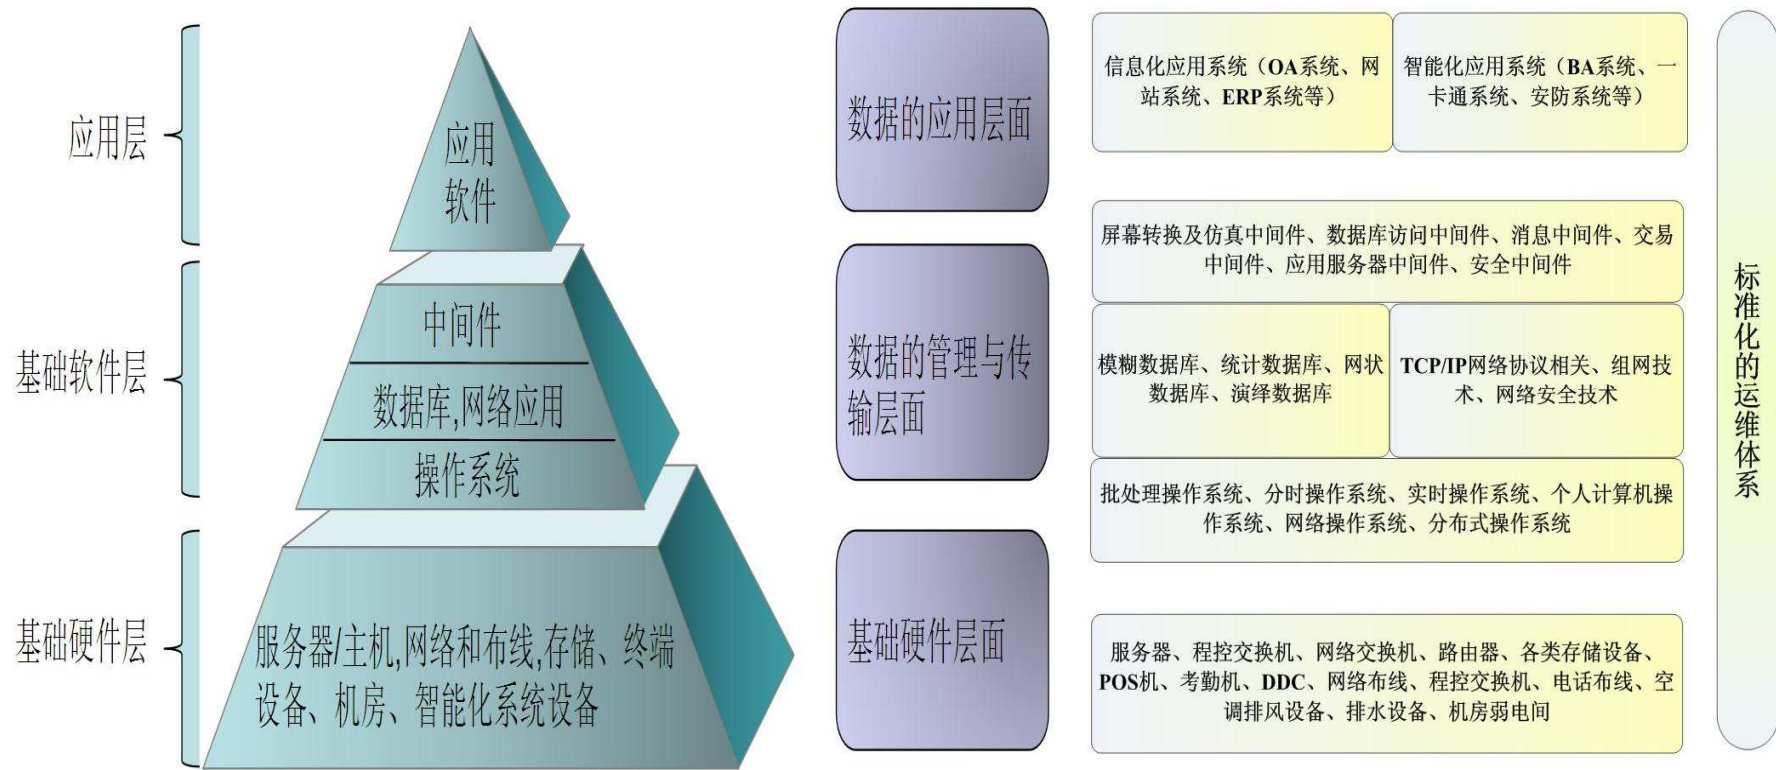 应用层
基础软件层
基础硬件层
应用
软件
中间件
数据库,网络应用
操作系统
服务器/主机,网络和布线,存储、终端
设备、机房、智能化系统设备
数据的应用层面
数据的管理与传
输层面
基础硬件层面
信息化应用系统（OA系统、网
站系统、ERP系统等）
智能化应用系统（BA系统、一
卡通系统、安防系统等）
屏幕转换及仿真中间件、数据库访问中间件、消息中间件、交易
中间件、应用服务器中间件、安全中间件
模糊数据库、统计数据库、网状
数据库、演绎数据库
TCP/IP网络协议相关、组网技
术、网络安全技术
批处理操作系统、分时操作系统、实时操作系统、个人计算机操
作系统、网络操作系统、分布式操作系统
服务器、程控交换机、网络交换机、路由器、各类存储设备、
POS机、考勤机、DDC、网络布线、程控交换机、电话布线、空
调排风设备、排水设备、机房弱电间
标准化的运维体系